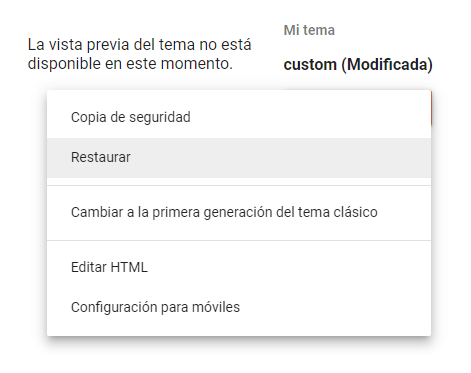 Mi tema
La vista previa del tema no está
disponible en este momento.
custom (Modificada)
Copia de seguridad
Restaurar
Cambiar a la primera generación del tema clásico
Editar HTML
Configuración para móviles